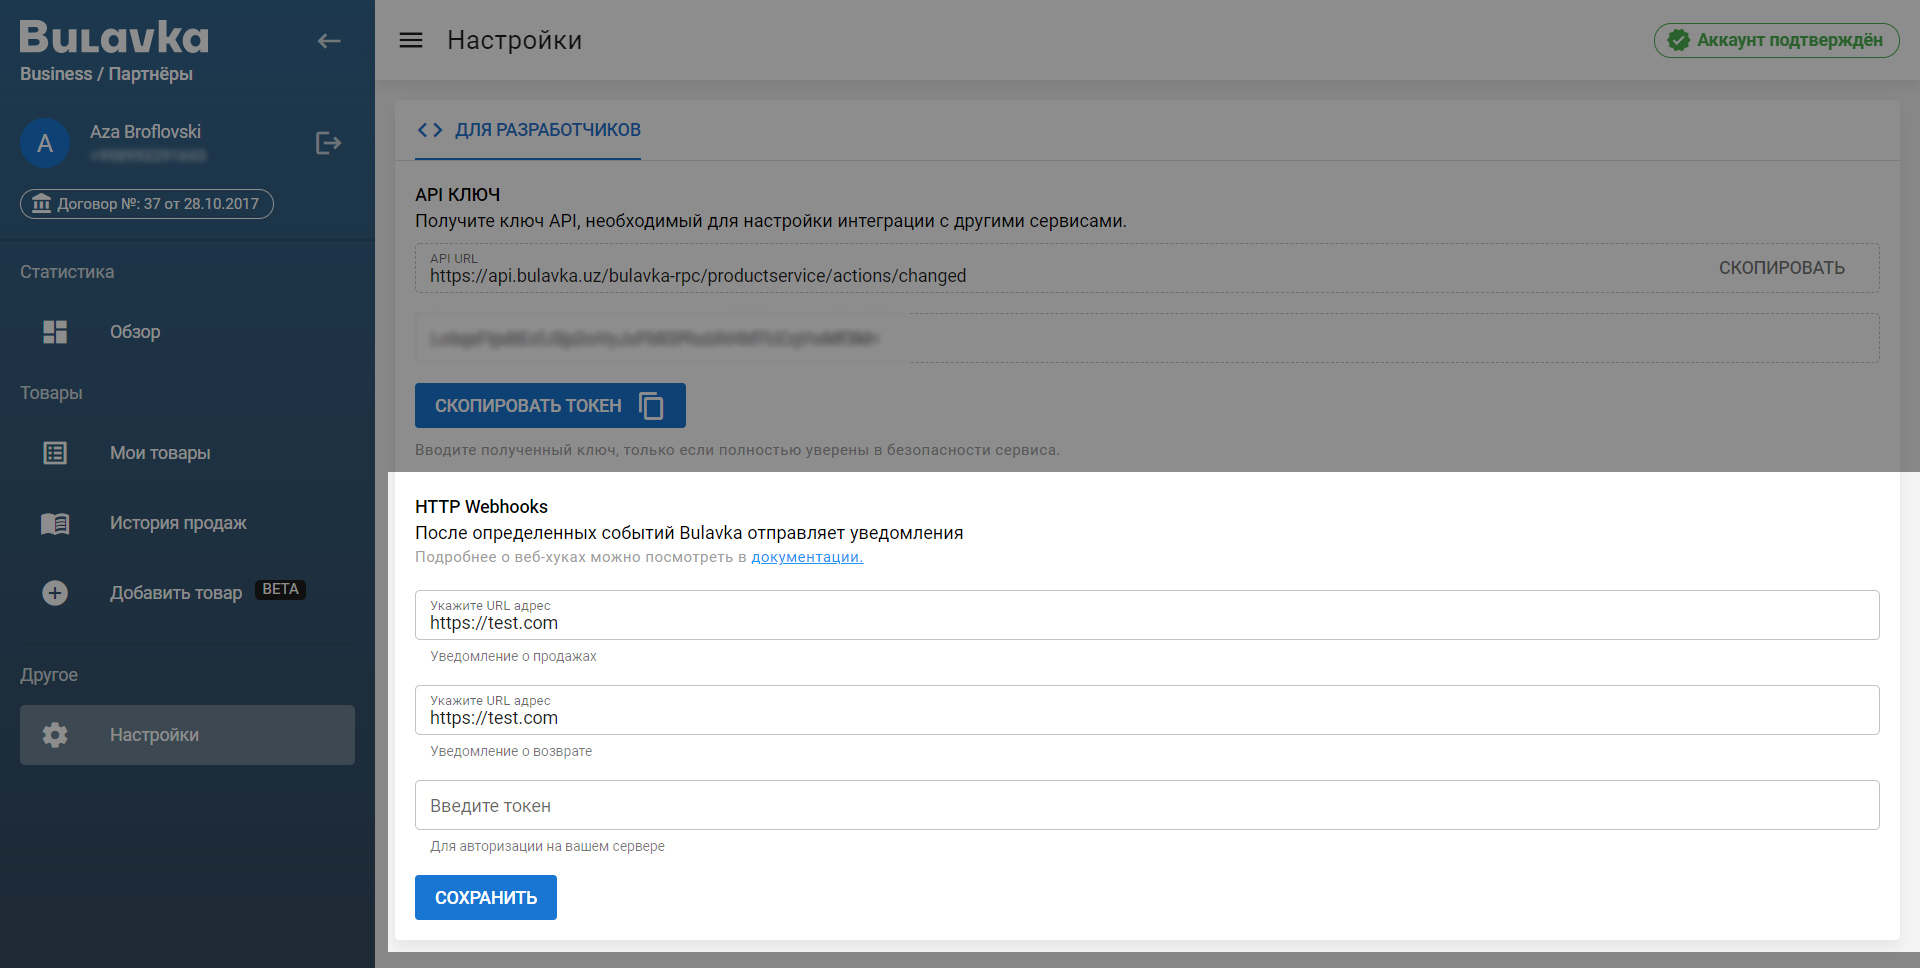 Bulavka
Business / Партнёры
A
Aza Broflovski
Договор №: 37 от 28.10.2017
Статистика
Обзор
Товары
Мои товары
История продаж
Добавить товар BETA
Другое
Настройки
Настройки
Аккаунт подтверждён
ДЛЯ РАЗРАБОТЧИКОВ
API КЛЮЧ
Получите ключ API, необходимый для настройки интеграции с другими сервисами.
API URL
https://api.bulavka.uz/bulavka-rpc/productservice/actions/changed
СКОПИРОВАТЬ
СКОПИРОВАТЬ ТОКЕН
Вводите полученный ключ, только если полностью уверены в безопасности сервиса.
HTTP Webhooks
После определенных событий Bulavka отправляет уведомления
Подробнее о веб-хуках можно посмотреть в документации.
Укажите URL адрес
https://test.com
Уведомление о продажах
Укажите URL адрес
https://test.com
Уведомление о возврате
Введите токен
Для авторизации на вашем сервере
СОХРАНИТЬ